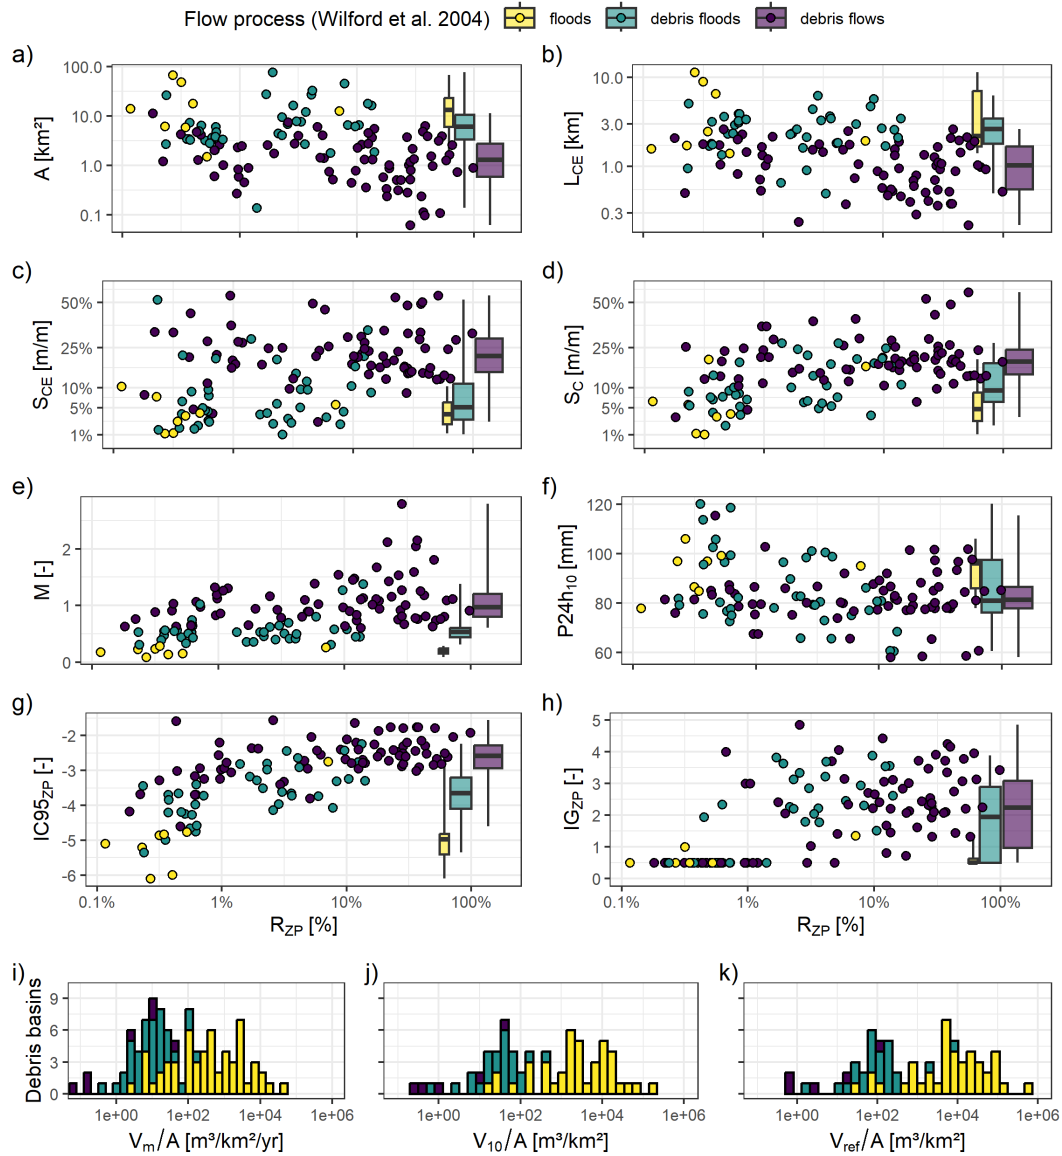 Flow process (Wilford et al. 2004) floods debris floods debris flows
a) b)
100.0
10.0
1.0
0.1
A [km²]
10.0
3.0
1.0
0.3
L_CE [km]
c) d)
50%
25%
10%
5%
1%
S_CE [m/m]
50%
25%
10%
5%
1%
S_C [m/m]
e) f)
2
1
0
M [-]
120
100
80
60
P24h_10 [mm]
g) h)
-2
-3
-4
-5
-6
IC95_ZP [-]
0.1% 1% 10% 100%
R_ZP [%]
5
4
3
2
1
0
IG_ZP [-]
0.1% 1% 10% 100%
R_ZP [%]
i) j) k)
9
6
3
0
Debris basins
1e+00 1e+02 1e+04 1e+06
V_m/A [m³/km²/yr]
1e+00 1e+02 1e+04 1e+06
V_10/A [m³/km²]
1e+00 1e+02 1e+04 1e+06
V_ref/A [m³/km²]